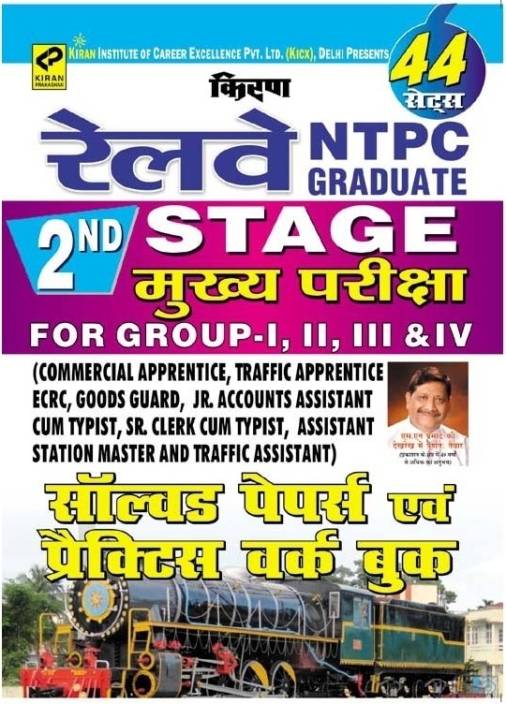 KIRAN INSTITUTE OF CAREER EXCELLENCE PVT. LTD. (KICX), DELHI PRESENTS
KIRAN
PRAKASHAN
44
सेट्स
किरण
रेलवे
NTPC
GRADUATE
2ND STAGE
मुख्य परीक्षा
FOR GROUP-I, II, III & IV
(COMMERCIAL APPRENTICE, TRAFFIC APPRENTICE
ECRC, GOODS GUARD, JR. ACCOUNTS ASSISTANT
CUM TYPIST, SR. CLERK CUM TYPIST, ASSISTANT
STATION MASTER AND TRAFFIC ASSISTANT)
सॉल्वड पेपर्स एवं
प्रैक्टिस वर्क बुक